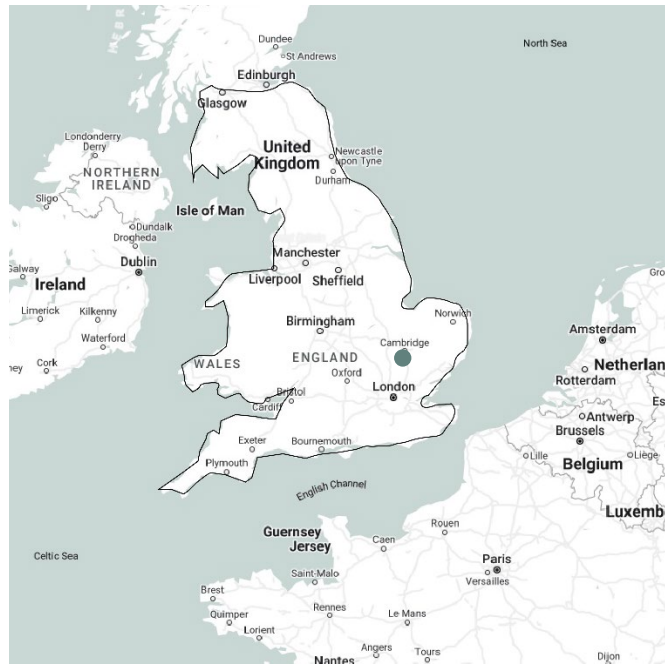 Dundee
St Andrews
North Sea
Edinburgh
Glasgow
Londonderry
Derry
United
Kingdom
Newcastle
upon Tyne
NORTHERN
IRELAND
Durham
Sligo
Isle of Man
Dundalk
Drogheda
Manchester
Galway
Dublin
Liverpool
Sheffield
Ireland
Limerick
Kilkenny
Birmingham
Norwich
Amsterdam
Waterford
Cambridge
Cork
WALES
ENGLAND
Oxford
Netherlan
Rotterdam
London
Bristol
Cardiff
Antwerp
Brussels
Exeter
Bournemouth
Lille
Liège
Plymouth
Belgium
English Channel
Luxemb
Guernsey
Jersey
Rouen
Caen
Celtic Sea
Paris
Saint-Malo
Versailles
Brest
Quimper
Rennes
Le Mans
Lorient
Angers
Tours
Nantes
Dijon